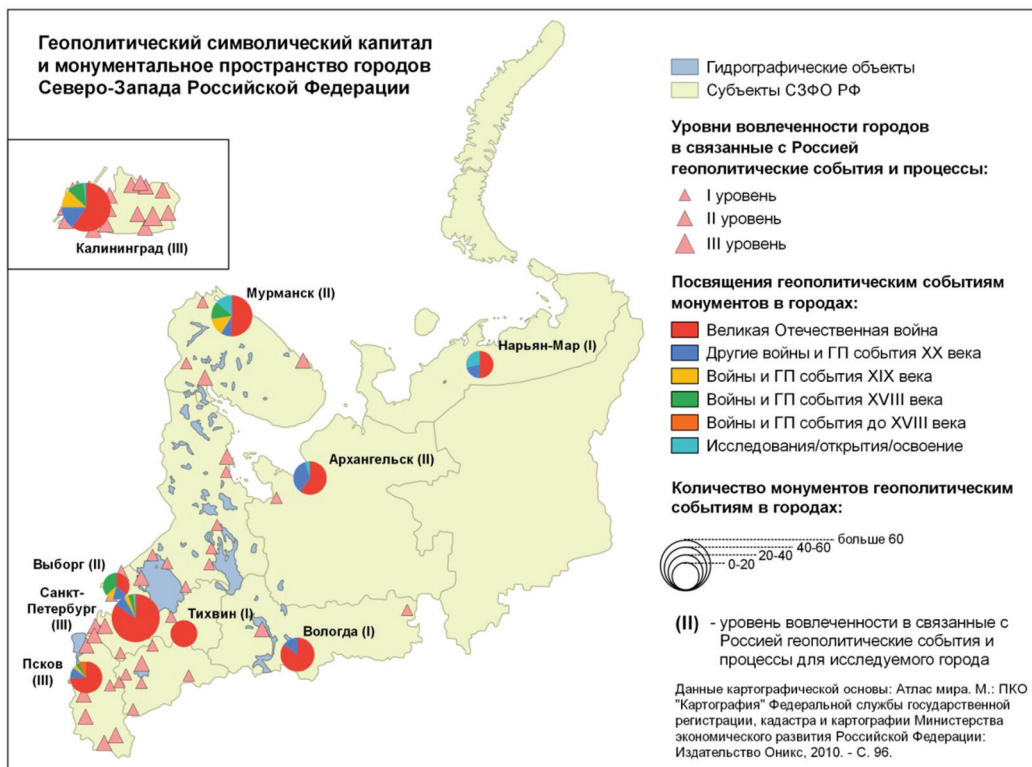 Геополитический символический капитал
и монументальное пространство городов
Северо-Запада Российской Федерации
Калининград (III)
Мурманск (II)
Нарьян-Мар (I)
Архангельск (II)
Выборг (II)
Санкт-
Петербург
(III)
Тихвин (I)
Вологда (I)
Псков
(III)
Гидрографические объекты
Субъекты СЗФО РФ
Уровни вовлеченности городов
в связанные с Россией
геополитические события и процессы:
I уровень
II уровень
III уровень
Посвящения геополитическим событиям
монументов в городах:
Великая Отечественная война
Другие войны и ГП события XX века
Войны и ГП события XIX века
Войны и ГП события XVIII века
Войны и ГП события до XVIII века
Исследования/открытия/освоение
Количество монументов геополитическим
событиям в городах:
больше 60
40-60
20-40
0-20
(II) - уровень вовлеченности в связанные с
Россией геополитические события и
процессы для исследуемого города
Данные картографической основы: Атлас мира. М.: ПКО
"Картография" Федеральной службы государственной
регистрации, кадастра и картографии Министерства
экономического развития Российской Федерации:
Издательство Оникс, 2010. - С. 96.